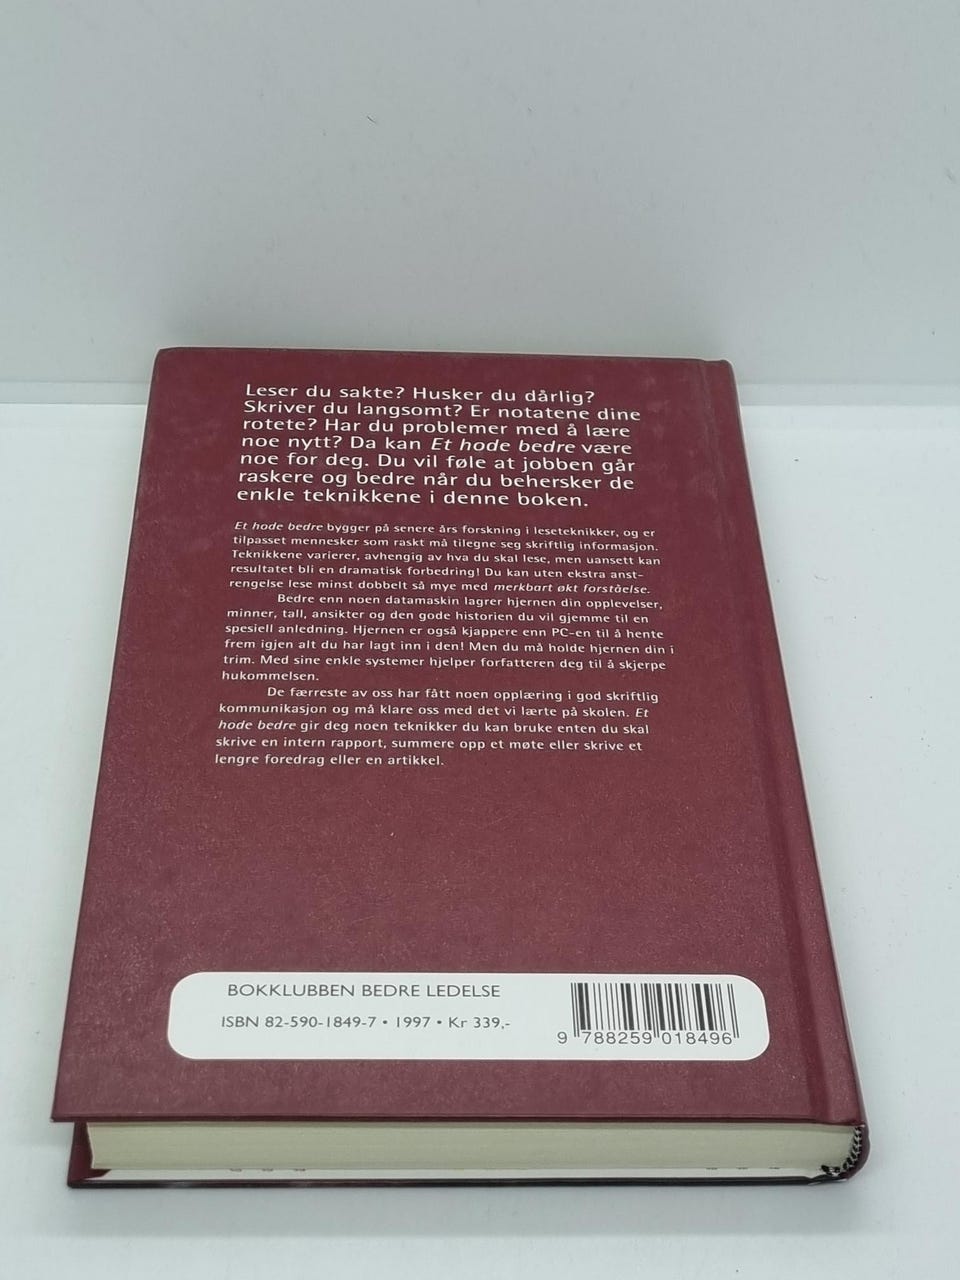 Leser du sakte? Husker du dårlig?
Skriver du langsomt? Er notatene dine
rotete? Har du problemer med å lære
noe nytt? Da kan Et hode bedre være
noe for deg. Du vil føle at jobben går
raskere og bedre når du behersker de
enkle teknikkene i denne boken.
Et hode bedre bygger på senere års forskning i leseteknikker, og er
tilpasset mennesker som raskt må tilegne seg skriftlig informasjon.
Teknikkene varierer, avhengig av hva du skal lese, men uansett kan
resultatet bli en dramatisk forbedring! Du kan uten ekstra anst-
rengelse lese minst dobbelt så mye med merkbart økt forståelse.
Bedre enn noen datamaskin lagrer hjernen din opplevelser,
minner, tall, ansikter og den gode historien du vil gjemme til en
spesiell anledning. Hjernen er også kjappere enn PC-en til å hente
frem igjen alt du har lagt inn i den! Men du må holde hjernen din i
trim. Med sine enkle systemer hjelper forfatteren deg til å skjerpe
hukommelsen.
De færreste av oss har fått noen opplæring i god skriftlig
kommunikasjon og må klare oss med det vi lærte på skolen. Et
hode bedre gir deg noen teknikker du kan bruke enten du skal
skrive en intern rapport, summere opp et møte eller skrive et
lengre foredrag eller en artikkel.
BOKKLUBBEN BEDRE LEDELSE
ISBN 82-590-1849-7 • 1997 • Kr 339,-
9 788259 018496